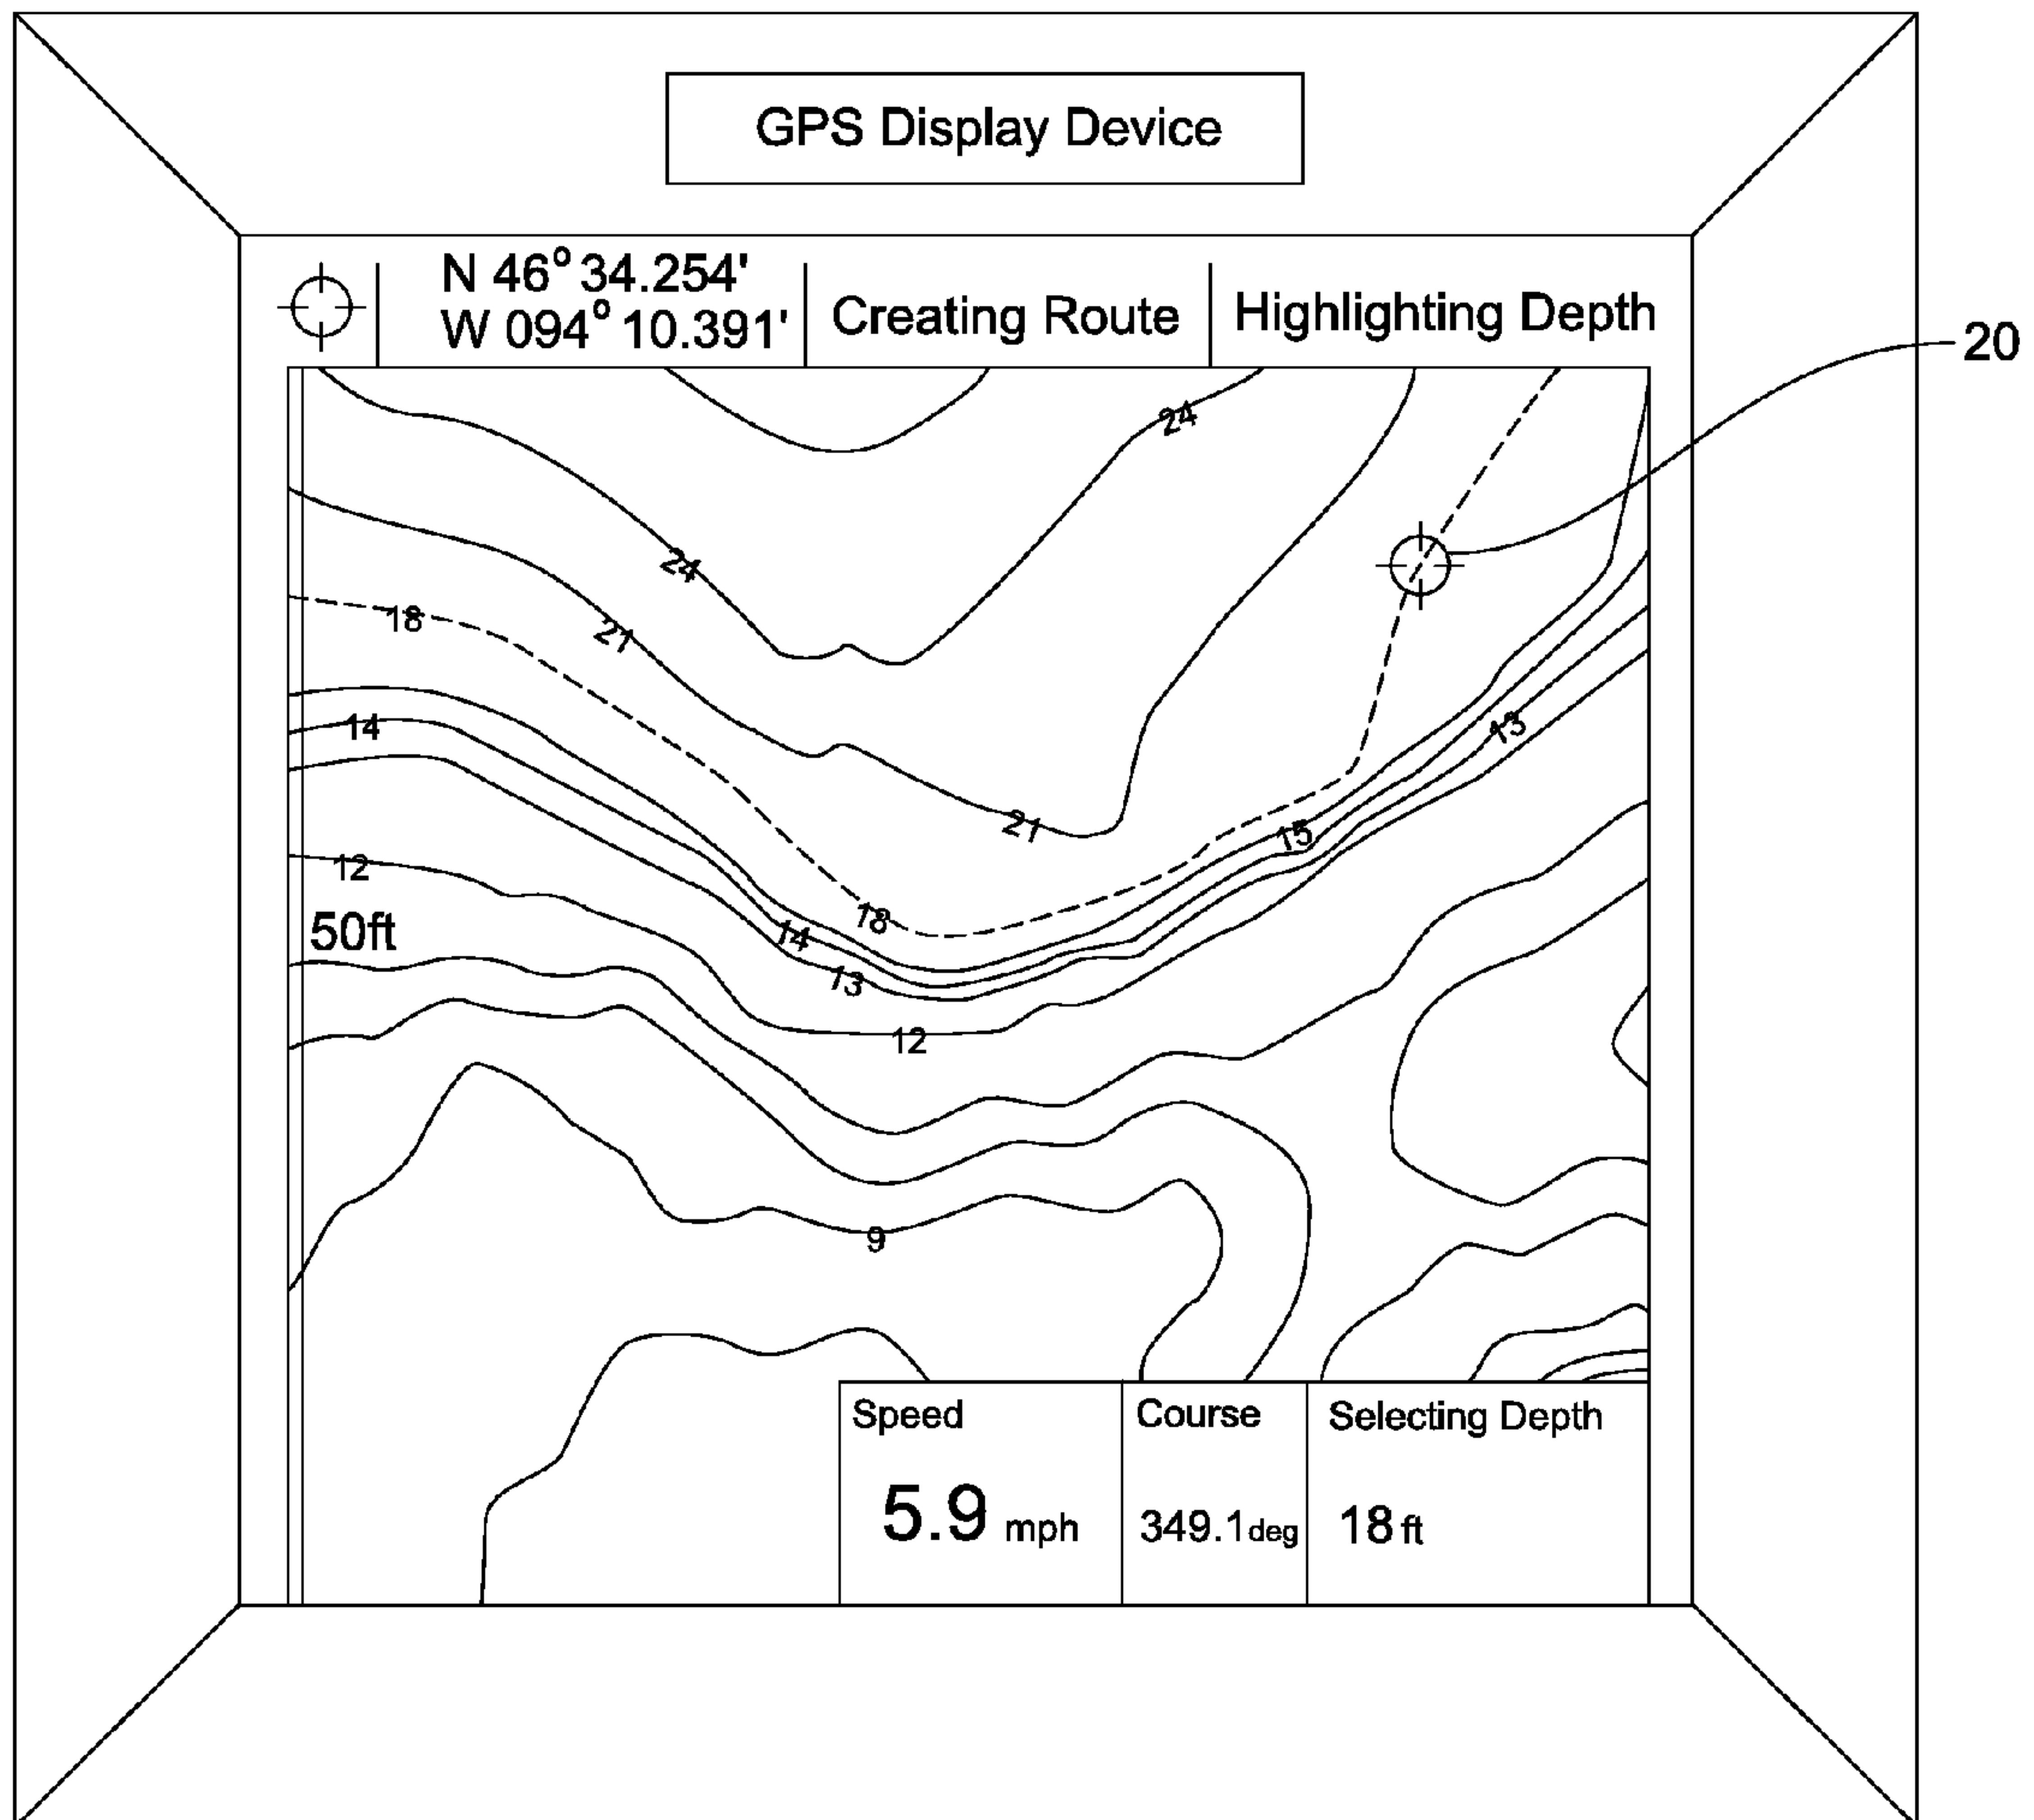 GPS Display Device
N 46° 34.254'
W 094° 10.391'
Creating Route
Highlighting Depth
20
24
24
18
21
14
13
21
15
12
18
50ft
14
13
12
9
Speed
5.9 mph
Course
349.1deg
Selecting Depth
18 ft